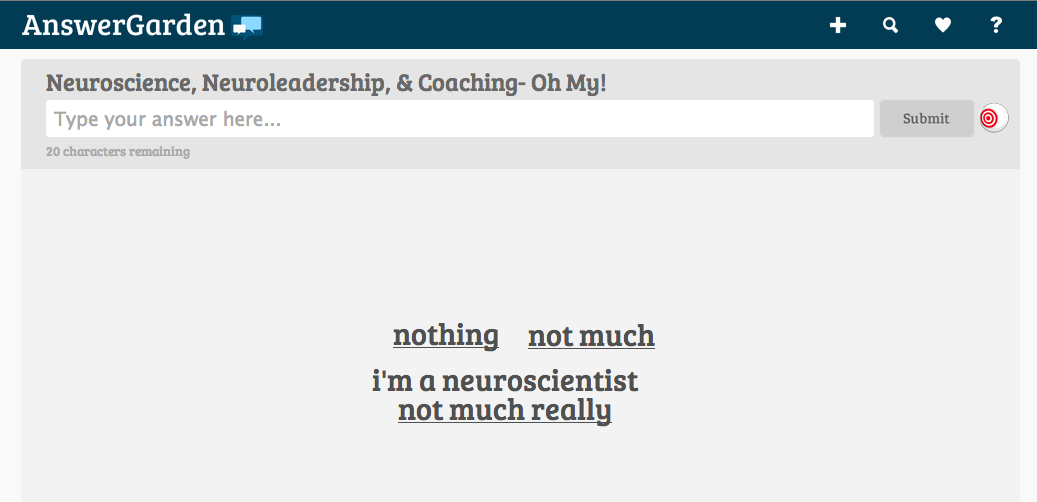 AnswerGarden
Neuroscience, Neuroleadership, & Coaching- Oh My!
Type your answer here...
Submit
20 characters remaining
nothing not much
i'm a neuroscientist
not much really